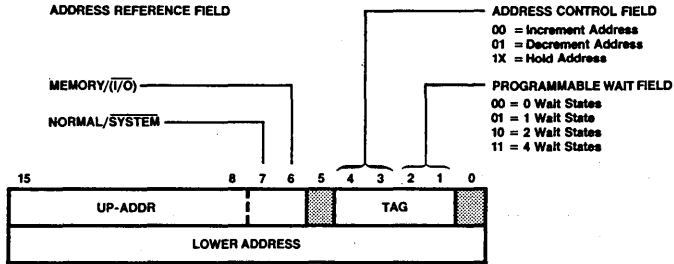 ADDRESS REFERENCE FIELD
ADDRESS CONTROL FIELD
00 = Increment Address
01 = Decrement Address
1X = Hold Address
MEMORY/(I/O)
PROGRAMMABLE WAIT FIELD
00 = 0 Wait States
01 = 1 Wait State
10 = 2 Wait States
11 = 4 Wait States
NORMAL/SYSTEM
15 8 7 6 5 4 3 2 1 0
UP-ADDR TAG
LOWER ADDRESS